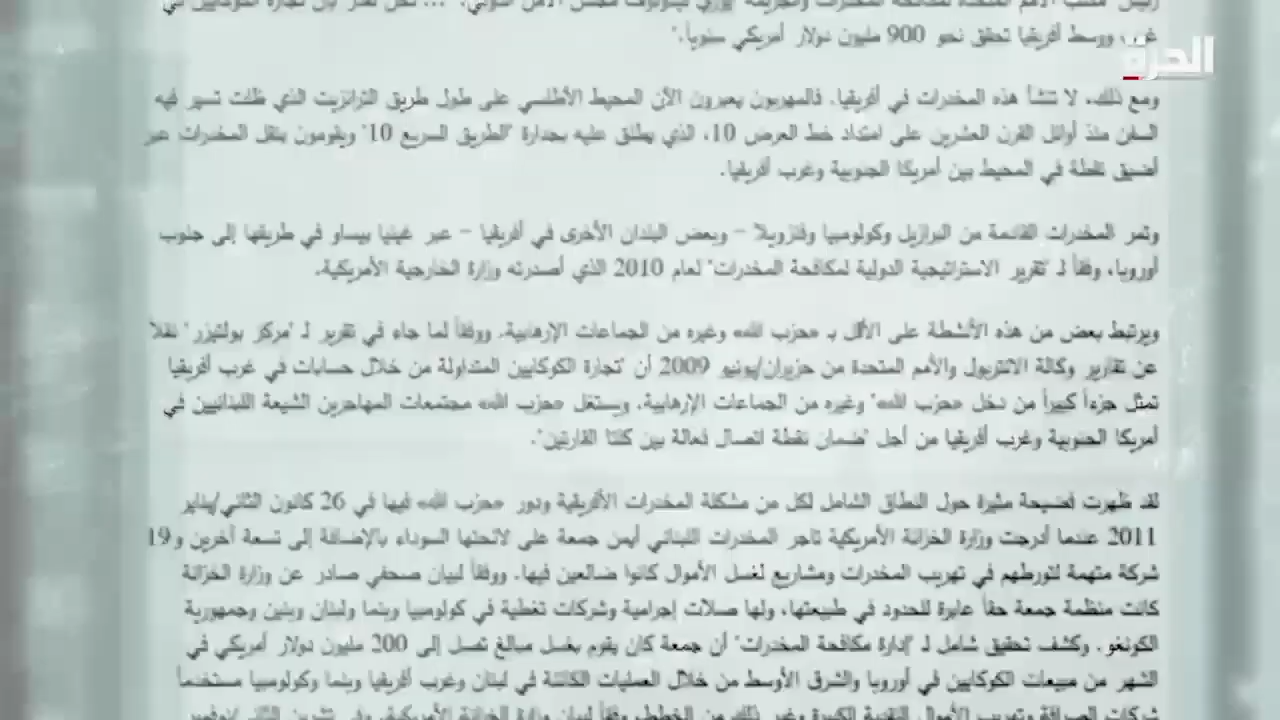 الحرة
غرب ووسط أفريقيا تحقق نحو 900 مليون دولار أمريكي سنوياً."
ومع ذلك، لا تنشأ هذه المخدرات في أفريقيا. فالمهربون يعبرون الآن المحيط الأطلسي على طول طريق الترانزيت الذي ظلت تسير فيه
السفن منذ أوائل القرن العشرين على امتداد خط العرض 10، الذي يطلق عليه بجدارة "الطريق السريع 10" ويقومون بنقل المخدرات عبر
أضيق نقطة في المحيط بين أمريكا الجنوبية وغرب أفريقيا.
وتمر المخدرات القادمة من البرازيل وكولومبيا وفنزويلا – وبعض البلدان الأخرى في أفريقيا – عبر غينيا بيساو في طريقها إلى جنوب
أوروبا، وفقاً لـ "تقرير الاستراتيجية الدولية لمكافحة المخدرات" لعام 2010 الذي أصدرته وزارة الخارجية الأمريكية.
ويرتبط بعض من هذه الأنشطة على الأقل بـ «حزب الله» وغيره من الجماعات الإرهابية. ووفقاً لما جاء في تقرير لـ "مركز بوليتزر" نقلاً
عن تقارير وكالة الانتربول والأمم المتحدة من حزيران/يونيو 2009 أن "تجارة الكوكايين المتداولة من خلال حسابات في غرب أفريقيا
تمثل جزءاً كبيراً من دخل «حزب الله»" وغيره من الجماعات الإرهابية. ويستغل «حزب الله» مجتمعات المهاجرين الشيعة اللبنانيين في
أمريكا الجنوبية وغرب أفريقيا من أجل "ضمان نقطة اتصال فعالة بين كلتا القارتين".
لقد ظهرت فضيحة مثيرة حول النطاق الشامل لكل من مشكلة المخدرات الأفريقية ودور «حزب الله» فيها في 26 كانون الثاني/يناير
2011 عندما أدرجت وزارة الخزانة الأمريكية تاجر المخدرات اللبناني أيمن جمعة على لائحتها السوداء بالإضافة إلى تسعة آخرين و19
شركة متهمة لتورطهم في تهريب المخدرات ومشاريع لغسل الأموال كانوا ضالعين فيها. ووفقاً لبيان صحفي صادر عن وزارة الخزانة
كانت منظمة جمعة حقاً عابرة للحدود في طبيعتها، ولها صلات إجرامية وشركات تغطية في كولومبيا وبنما ولبنان وبنين وجمهورية
الكونغو. وكشف تحقيق شامل لـ "إدارة مكافحة المخدرات" أن جمعة كان يقوم بغسل مبالغ تصل إلى 200 مليون دولار أمريكي في
الشهر من مبيعات الكوكايين في أوروبا والشرق الأوسط من خلال العمليات الكائنة في لبنان وغرب أفريقيا وبنما وكولومبيا مستخدماً